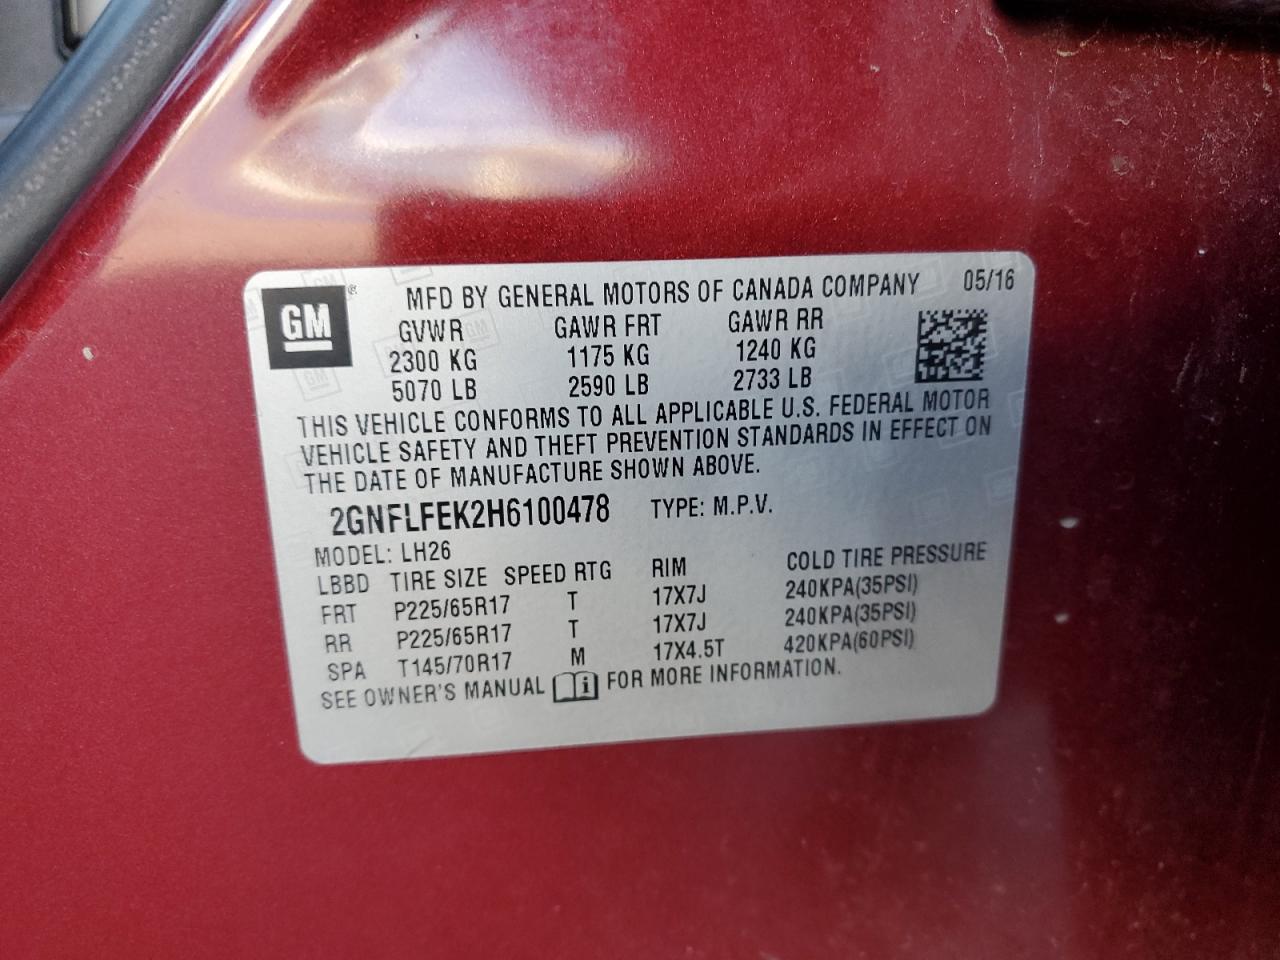 GM® MFD BY GENERAL MOTORS OF CANADA COMPANY 05/16
GVWR GAWR FRT GAWR RR
2300 KG 1175 KG 1240 KG
5070 LB 2590 LB 2733 LB
THIS VEHICLE CONFORMS TO ALL APPLICABLE U.S. FEDERAL MOTOR
VEHICLE SAFETY AND THEFT PREVENTION STANDARDS IN EFFECT ON
THE DATE OF MANUFACTURE SHOWN ABOVE.
2GNFLFEK2H6100478 TYPE: M.P.V.
MODEL: LH26
LBBD TIRE SIZE SPEED RTG RIM COLD TIRE PRESSURE
FRT P225/65R17 T 17X7J 240KPA(35PSI)
RR P225/65R17 T 17X7J 240KPA(35PSI)
SPA T145/70R17 M 17X4.5T 420KPA(60PSI)
SEE OWNER'S MANUAL i FOR MORE INFORMATION.